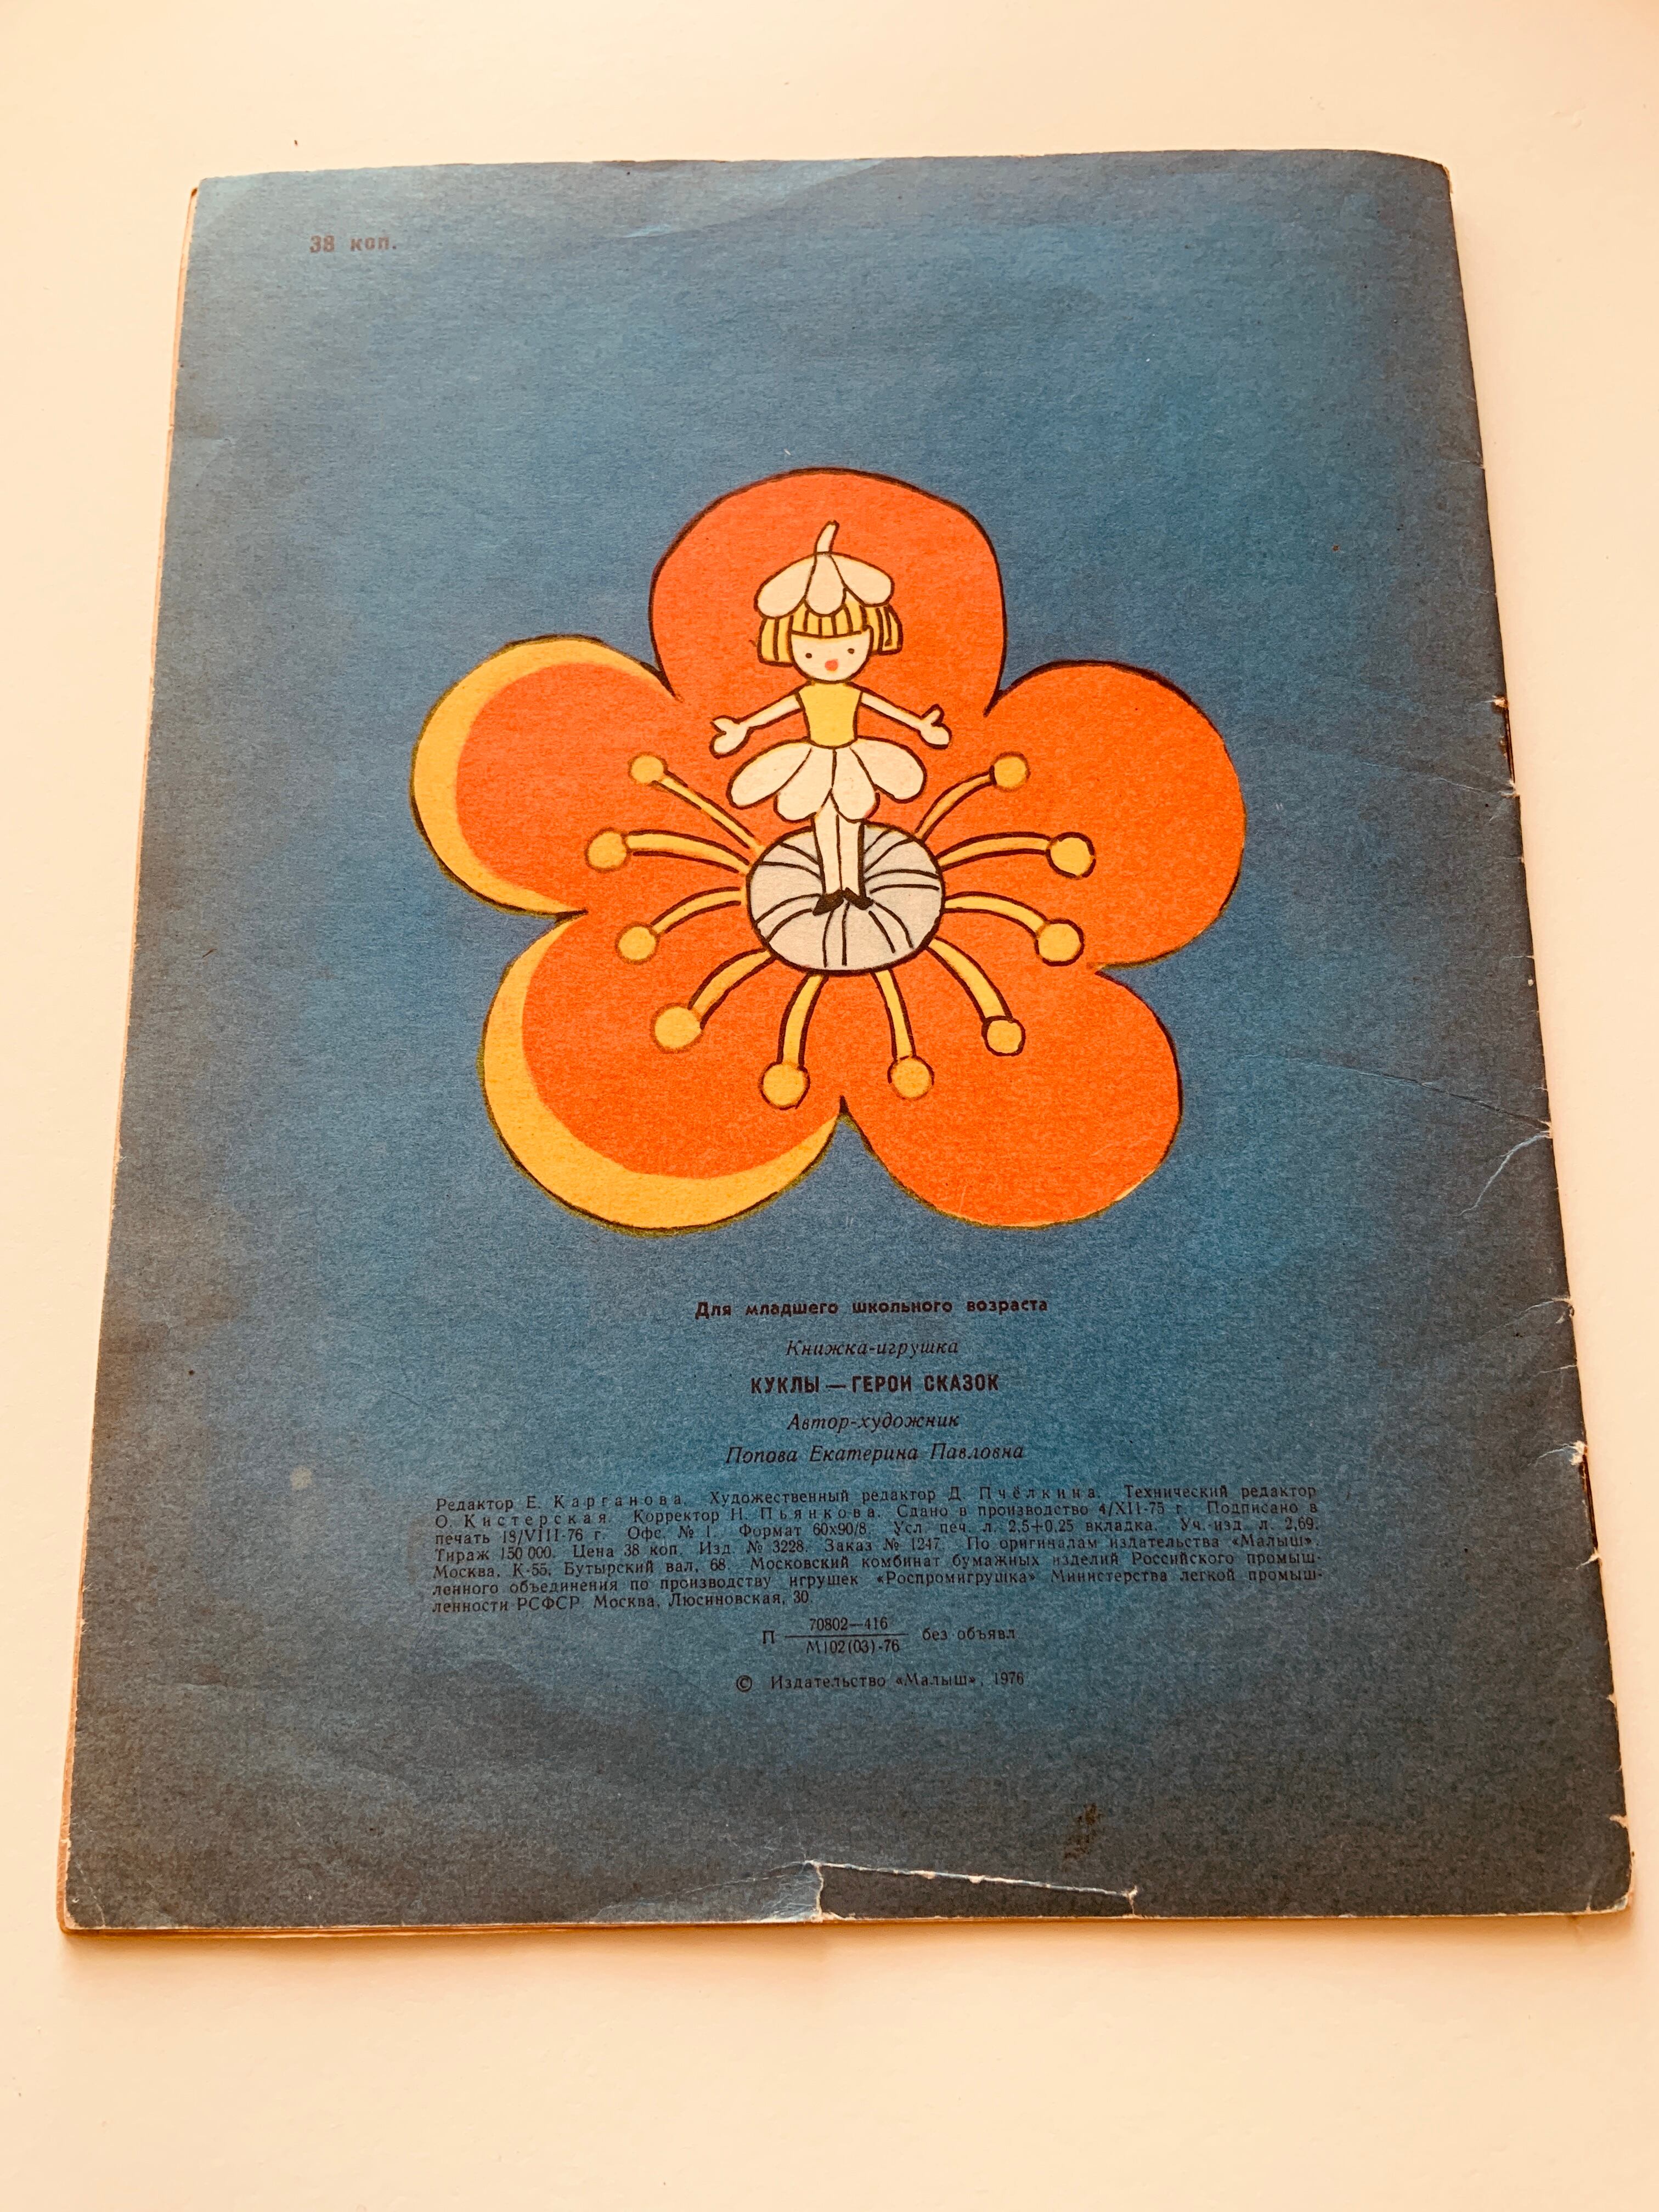 38 коп.
Для младшего школьного возраста
Книжка-игрушка
КУКЛЫ — ГЕРОИ СКАЗОК
Автор-художник
Попова Екатерина Павловна
Редактор Е. Карганова. Художественный редактор Д. Пчёлкина. Технический редактор
О. Кистерская. Корректор Н. Пьянкова. Сдано в производство 4/XII-75 г. Подписано в
печать 18/VIII-76 г. Офс. № 1. Формат 60х90/8. Усл. печ. л. 2,5+0,25 вкладка. Уч.изд. л. 2,69.
Тираж 150 000. Цена 38 коп. Изд. № 3228. Заказ № 1247. По оригиналам издательства «Малыш».
Москва, К-55, Бутырский вал, 68. Московский комбинат бумажных изделий Российского промыш-
ленного объединения по производству игрушек «Роспромигрушка» Министерства легкой промыш-
ленности РСФСР. Москва, Люсиновская, 30.
70802—416
П — без объявл
М102(03)-76
© Издательство «Малыш», 1976